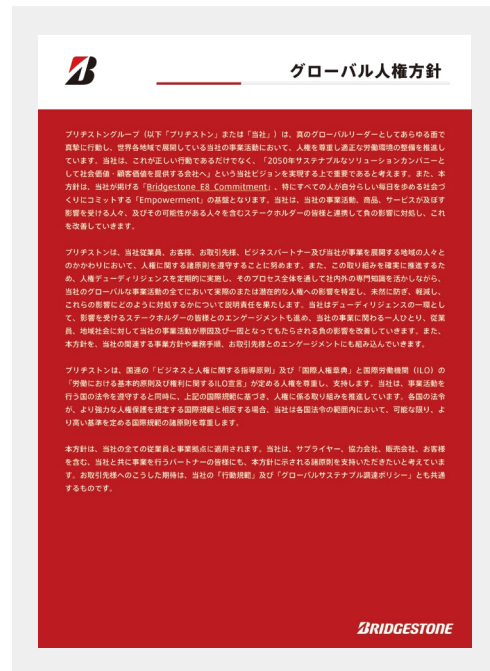 グローバル人権方針
ブリヂストングループ（以下「ブリヂストン」または「当社」）は、真のグローバルリーダーとしてあらゆる面で
真摯に行動し、世界各地域で展開している当社の事業活動において、人権を尊重し適正な労働環境の整備を推進し
ています。当社は、これが正しい行動であるだけでなく、「2050年サステナブルなソリューションカンパニーと
して社会価値・顧客価値を提供する会社へ」という当社ビジョンを実現する上で重要であると考えます。また、本
方針は、当社が掲げる「Bridgestone E8 Commitment」、特にすべての人が自分らしい毎日を歩める社会づ
くりにコミットする「Empowerment」の基盤となります。当社は、当社の事業活動、商品、サービスが及ぼす
影響を受ける人々、及びその可能性がある人々を含むステークホルダーの皆様と連携して負の影響に対処し、これ
を改善していきます。
ブリヂストンは、当社従業員、お客様、お取引先様、ビジネスパートナー及び当社が事業を展開する地域の人々と
のかかわりにおいて、人権に関する諸原則を遵守することに努めます。また、この取り組みを確実に推進するた
め、人権デューディリジェンスを定期的に実施し、そのプロセス全体を通して社内外の専門知識を活かしながら、
当社のグローバルな事業活動の全てにおいて実際のまたは潜在的な人権への影響を特定し、未然に防ぎ、軽減し、
これらの影響にどのように対処するかについて説明責任を果たします。当社はデューディリジェンスの一環とし
て、影響を受けるステークホルダーの皆様とのエンゲージメントも進め、当社の事業に関わる一人ひとり、従業
員、地域社会に対して当社の事業活動が原因及び一因となってもたらされる負の影響を改善していきます。また、
本方針を、当社の関連する事業方針や業務手順、お取引先様とのエンゲージメントにも組み込んでいきます。
ブリヂストンは、国連の「ビジネスと人権に関する指導原則」及び「国際人権章典」と国際労働機関（ILO）の
「労働における基本的原則及び権利に関するILO宣言」が定める人権を尊重し、支持します。当社は、事業活動を
行う国の法令を遵守すると同時に、上記の国際規範に基づき、人権に係る取り組みを推進しています。各国の法令
が、より強力な人権保護を規定する国際規範と相反する場合、当社は各国法令の範囲内において、可能な限り、よ
り高い基準を定める国際規範の諸原則を尊重します。
本方針は、当社の全ての従業員と事業拠点に適用されます。当社は、サプライヤー、協力会社、販売会社、お客様
を含む、当社と共に事業を行うパートナーの皆様にも、本方針に示される諸原則を支持いただきたいと考えていま
す。お取引先様へのこうした期待は、当社の「行動規範」及び「グローバルサステナブル調達ポリシー」とも共通
するものです。
BRIDGESTONE